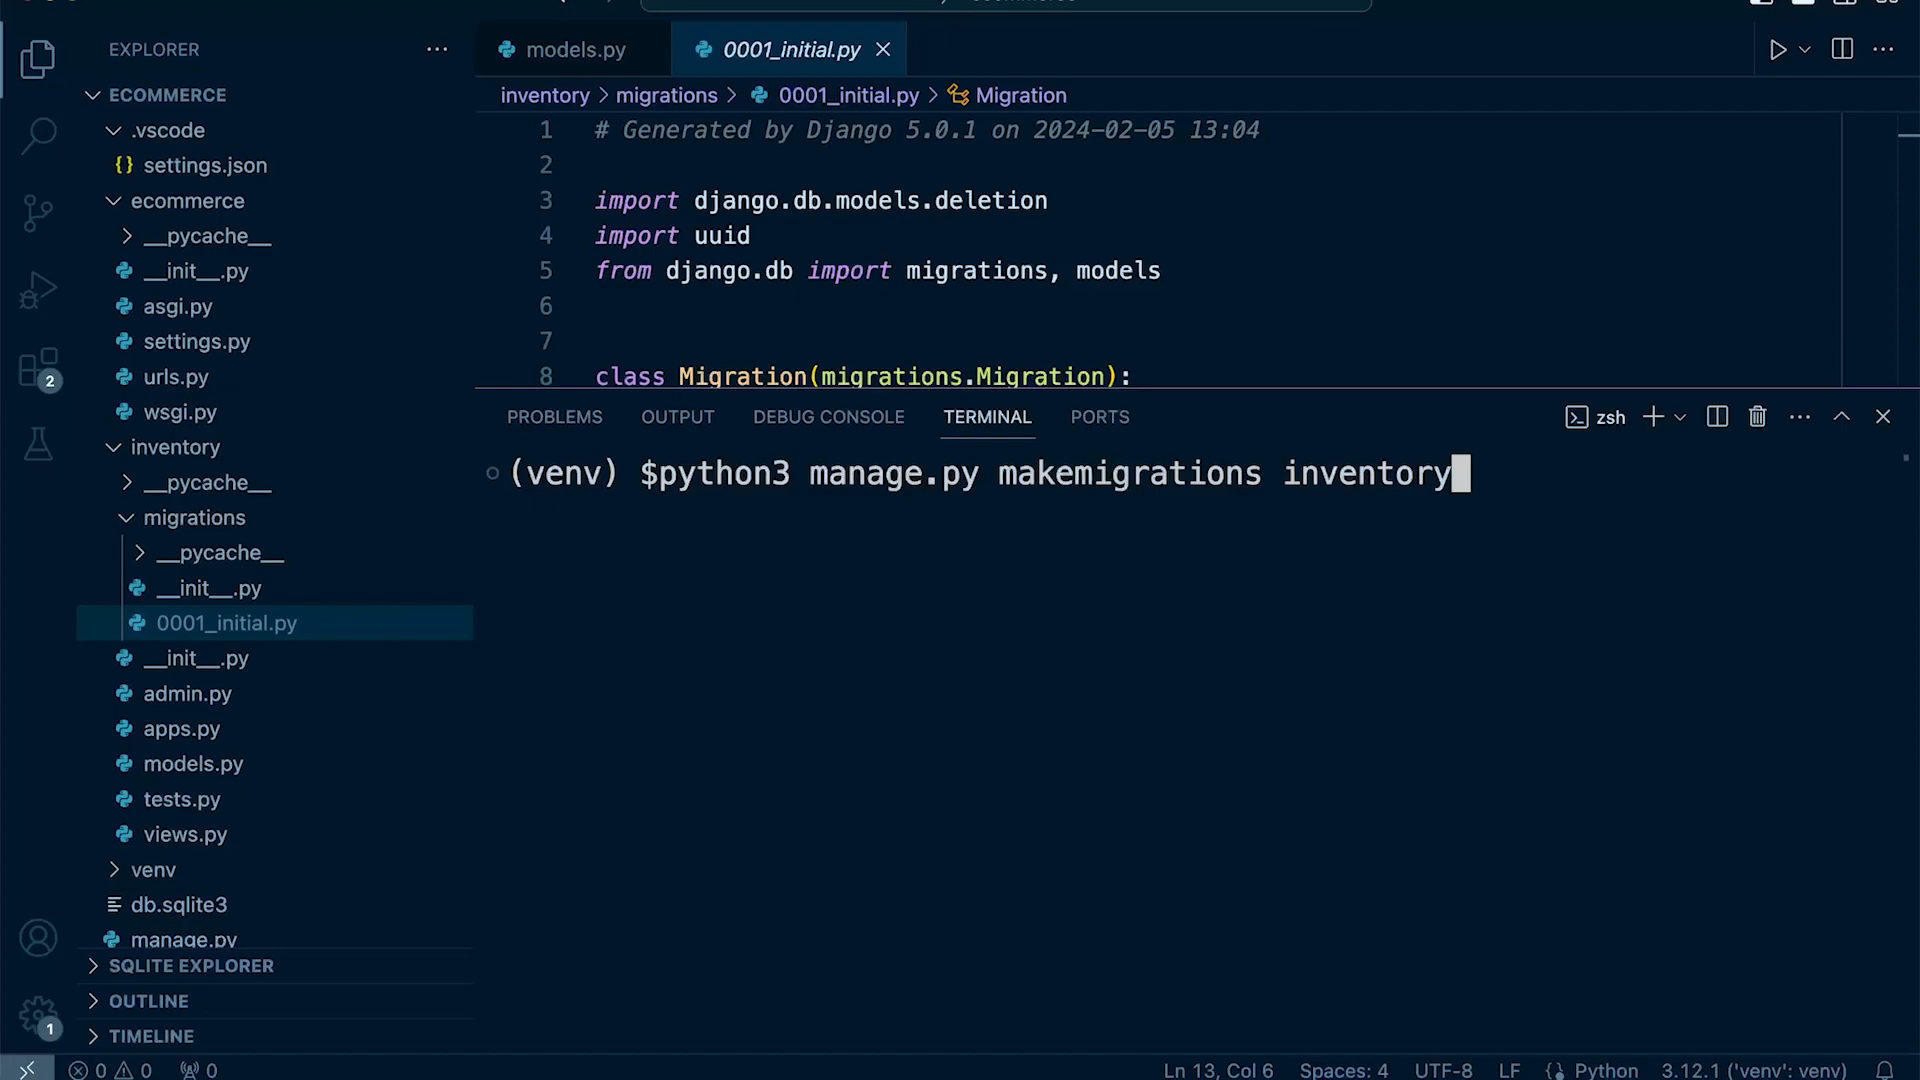 EXPLORER
ECOMMERCE
.vscode
{} settings.json
ecommerce
__pycache__
__init__.py
asgi.py
settings.py
urls.py
wsgi.py
inventory
__pycache__
migrations
__pycache__
__init__.py
0001_initial.py
__init__.py
admin.py
apps.py
models.py
tests.py
views.py
venv
db.sqlite3
manage.py
SQLITE EXPLORER
OUTLINE
TIMELINE
2
1
models.py 0001_initial.py
inventory > migrations > 0001_initial.py > Migration
1 # Generated by Django 5.0.1 on 2024-02-05 13:04
2
3 import django.db.models.deletion
4 import uuid
5 from django.db import migrations, models
6
7
8 class Migration(migrations.Migration):
PROBLEMS OUTPUT DEBUG CONSOLE TERMINAL PORTS zsh
(venv) $python3 manage.py makemigrations inventory
0 0 0 Ln 13, Col 6 Spaces: 4 UTF-8 LF Python 3.12.1 ('venv': venv)